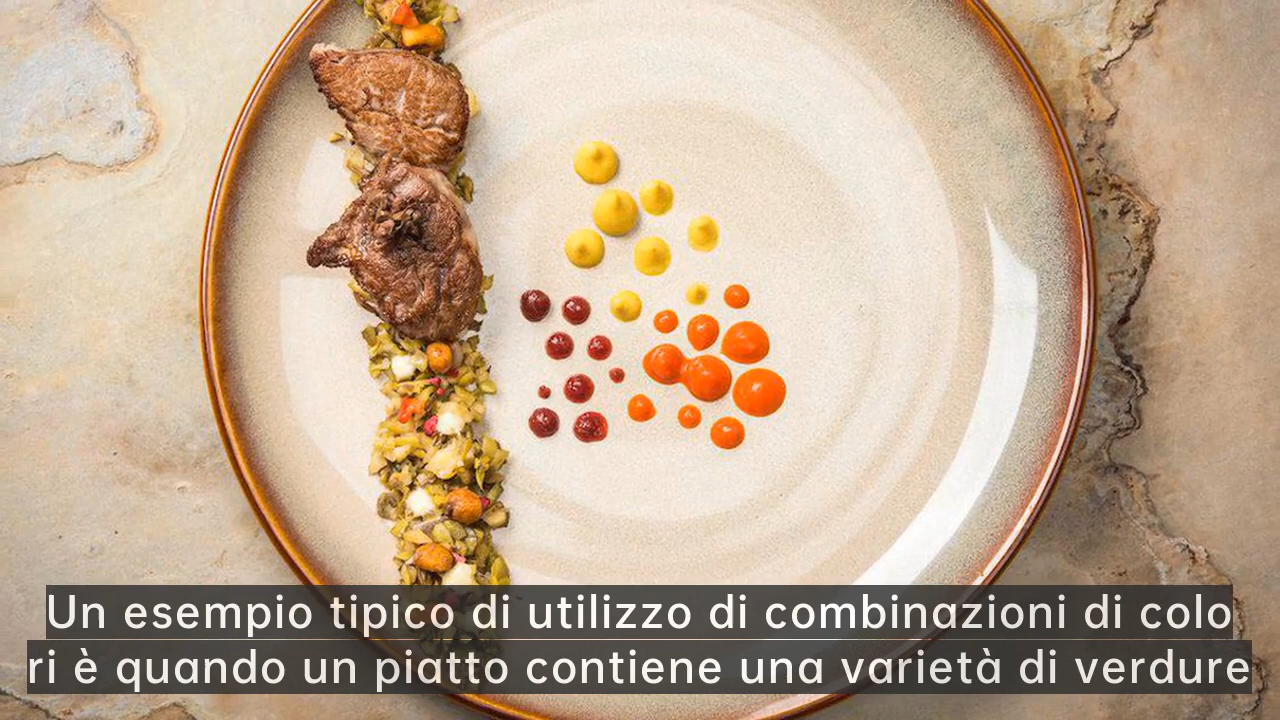 Un esempio tipico di utilizzo di combinazioni di colo
ri è quando un piatto contiene una varietà di verdure